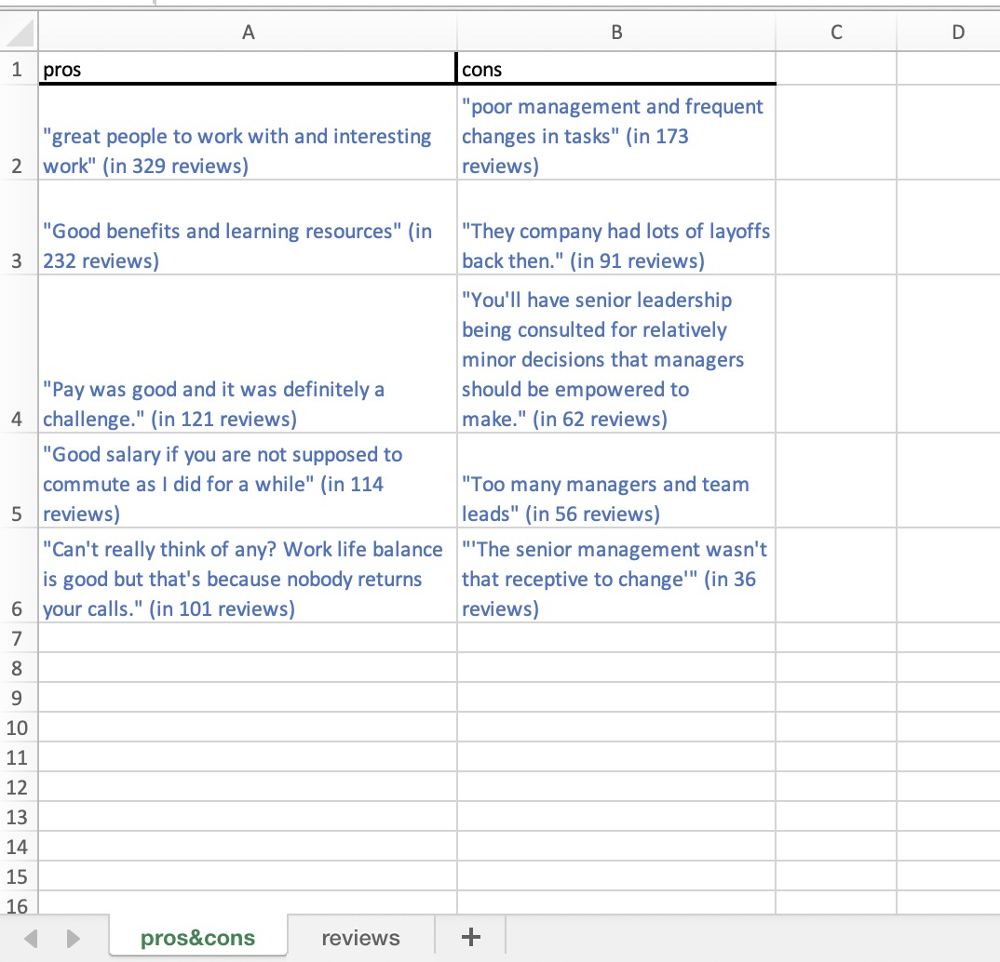 A B C D
1 pros cons
2 "great people to work with and interesting
work" (in 329 reviews)
"poor management and frequent
changes in tasks" (in 173
reviews)
3 "Good benefits and learning resources" (in
232 reviews)
"They company had lots of layoffs
back then." (in 91 reviews)
4 "Pay was good and it was definitely a
challenge." (in 121 reviews)
"You'll have senior leadership
being consulted for relatively
minor decisions that managers
should be empowered to
make." (in 62 reviews)
5 "Good salary if you are not supposed to
commute as I did for a while" (in 114
reviews)
"Too many managers and team
leads" (in 56 reviews)
6 "Can't really think of any? Work life balance
is good but that's because nobody returns
your calls." (in 101 reviews)
"'The senior management wasn't
that receptive to change'" (in 36
reviews)
7
8
9
10
11
12
13
14
15
16
pros&cons reviews +